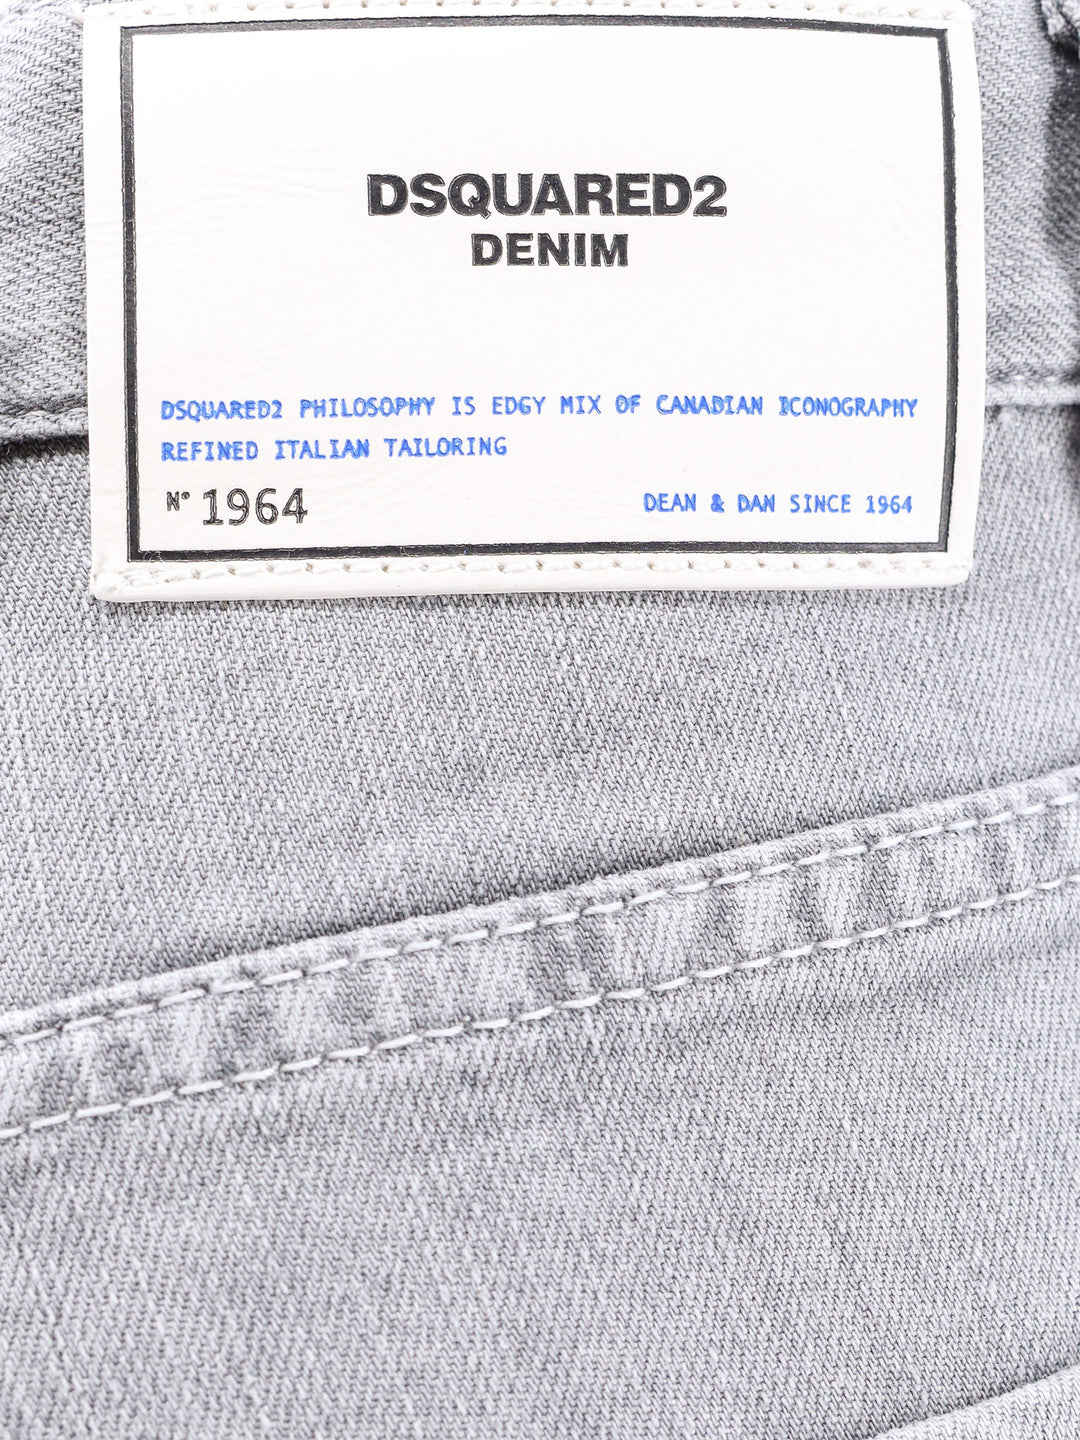 DSQUARED2
DENIM
DSQUARED2 PHILOSOPHY IS EDGY MIX OF CANADIAN ICONOGRAPHY
REFINED ITALIAN TAILORING
N° 1964
DEAN & DAN SINCE 1964